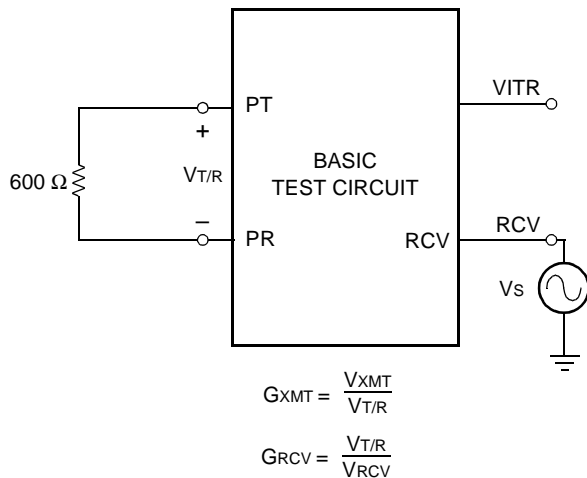 PT
VITR
+
BASIC
TEST CIRCUIT
VT/R
600 Ω
–
PR
RCV
RCV
VS
GXMT = VXMT
VT/R
GRCV = VT/R
VRCV